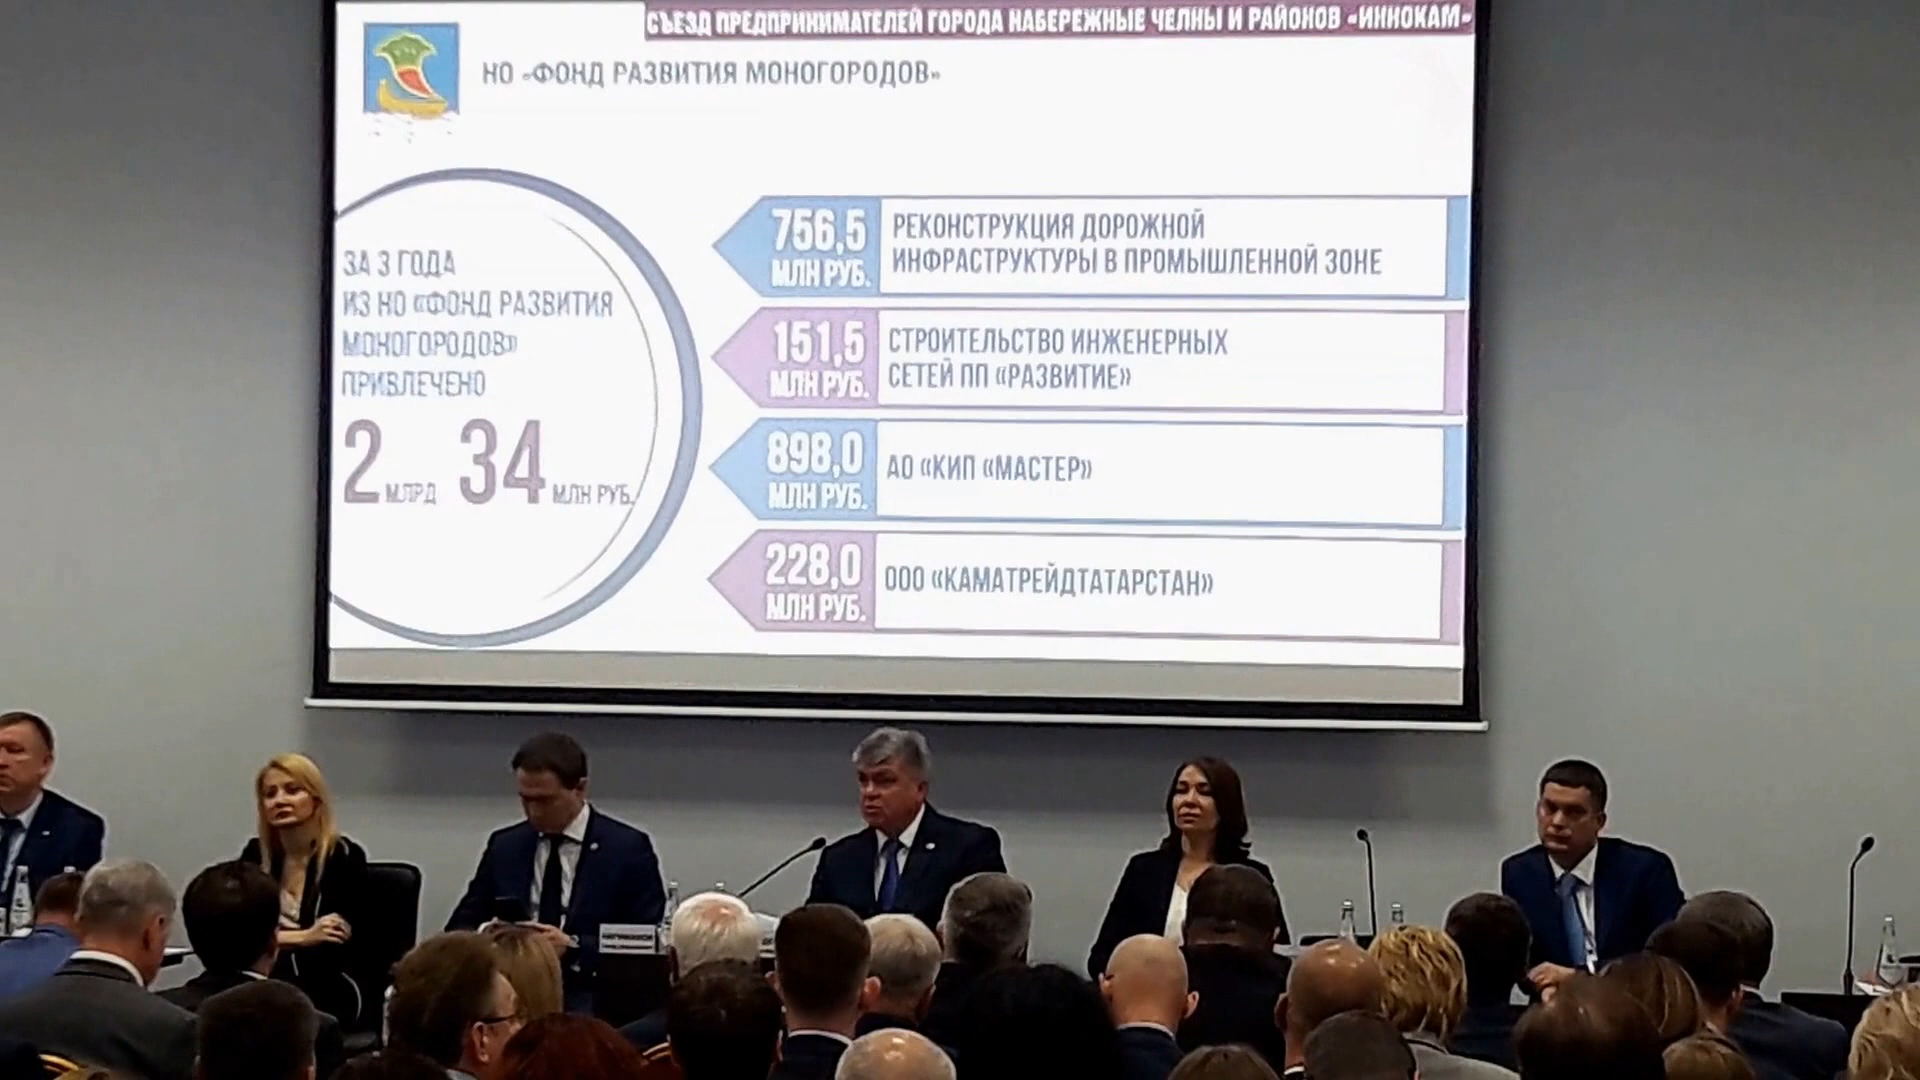 СЪЕЗД ПРЕДПРИНИМАТЕЛЕЙ ГОРОДА НАБЕРЕЖНЫЕ ЧЕЛНЫ И РАЙОНОВ «ИННОКАМ»
НО «ФОНД РАЗВИТИЯ МОНОГОРОДОВ»
ЗА 3 ГОДА
ИЗ НО «ФОНД РАЗВИТИЯ
МОНОГОРОДОВ»
ПРИВЛЕЧЕНО
2 МЛРД 34 МЛН РУБ.
756,5
МЛН РУБ.
РЕКОНСТРУКЦИЯ ДОРОЖНОЙ
ИНФРАСТРУКТУРЫ В ПРОМЫШЛЕННОЙ ЗОНЕ
151,5
МЛН РУБ.
СТРОИТЕЛЬСТВО ИНЖЕНЕРНЫХ
СЕТЕЙ ПП «РАЗВИТИЕ»
898,0
МЛН РУБ.
АО «КИП «МАСТЕР»
228,0
МЛН РУБ.
ООО «КАМАТРЕЙДТАТАРСТАН»